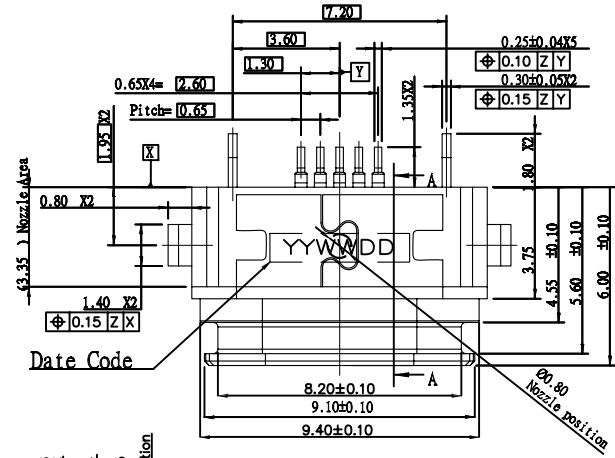 7.20
3.60
0.25±0.04X5
⌖ 0.10 Z Y
1.30
Y
0.30±0.05X2
⌖ 0.15 Z Y
0.65X4= 2.60
Pitch= 0.65
1.35X2
1.95 X2
X
A
1.80 X2
0.80 X2
(3.35 ) Nozzle Area
YYWWDD
1.40 X2
⌖ 0.15 Z X
3.75
4.55 ±0.10
5.60 ±0.10
6.00 ±0.10
Date Code
A
8.20±0.10
9.10±0.10
9.40±0.10
Ø0.80
Nozzle position